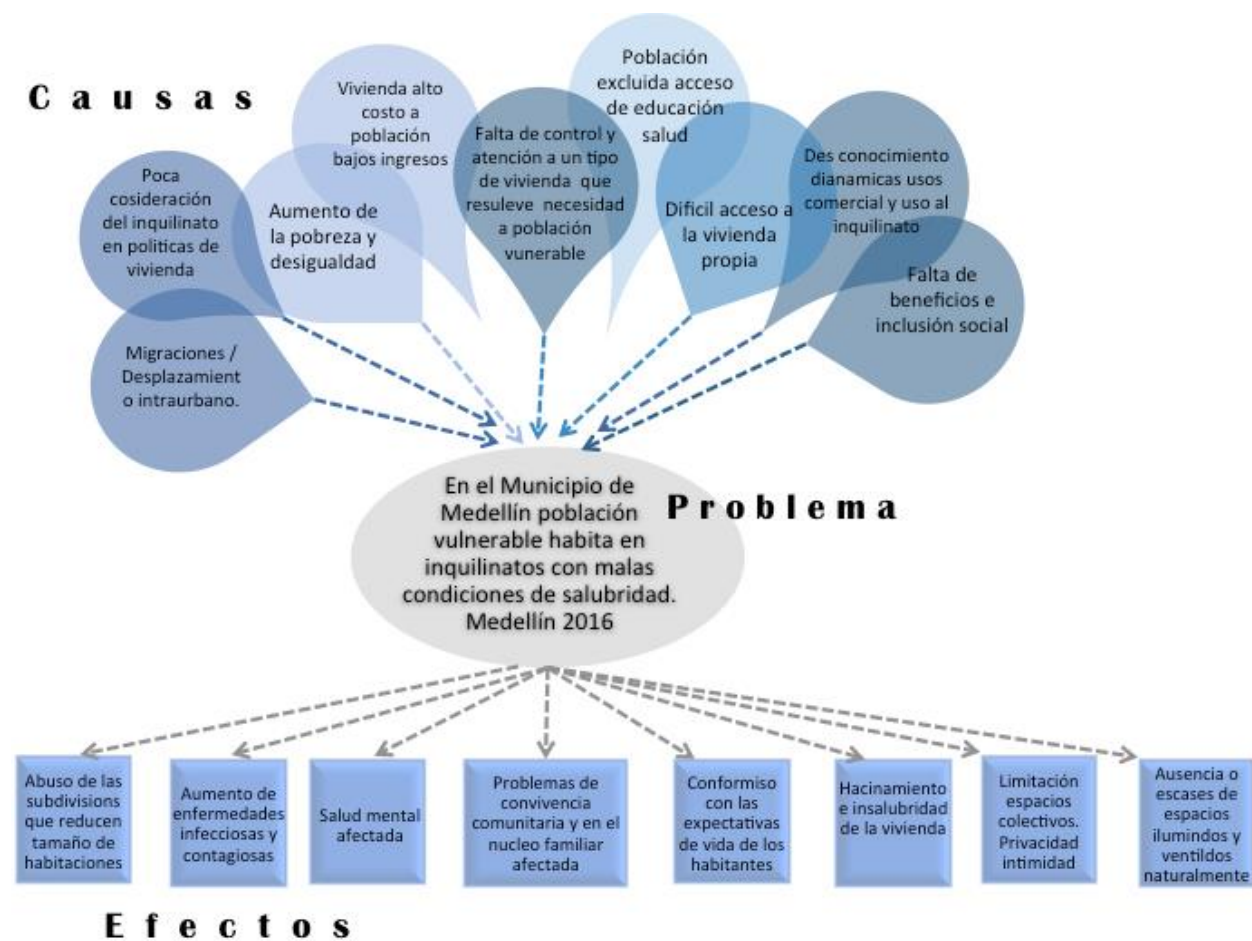 Causas
Migraciones /
Desplazamient
o intraurbano.
Poca
cosideración
del inquilinato
en politicas de
vivienda
Aumento de
la pobreza y
desigualdad
Vivienda alto
costo a
población
bajos ingresos
Falta de control y
atención a un tipo
de vivienda que
resuleve necesidad
a población
vunerable
Población
excluida acceso
de educación
salud
Dificil acceso a
la vivienda
propia
Des conocimiento
dianamicas usos
comercial y uso al
inquilinato
Falta de
beneficios e
inclusión social
Problema
En el Municipio de
Medellín población
vulnerable habita en
inquilinatos con malas
condiciones de salubridad.
Medellín 2016
Abuso de las
subdivisions
que reducen
tamaño de
habitaciones
Aumento de
enfermedades
infecciosas y
contagiosas
Salud mental
afectada
Problemas de
convivencia
comunitaria y en el
nucleo familiar
afectada
Conformiso
con las
expectativas
de vida de los
habitantes
Hacinamiento
e insalubridad
de la vivienda
Limitación
espacios
colectivos.
Privacidad
intimidad
Ausencia o
escases de
espacios
ilumindos y
ventildos
naturalmente
Efectos